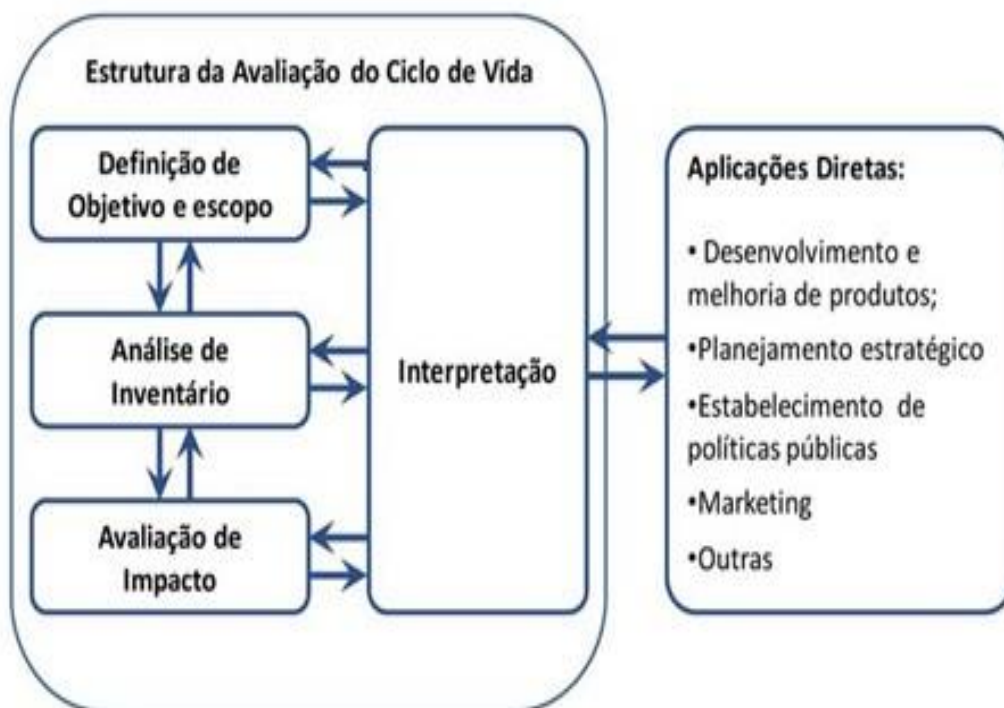 Estrutura da Avaliação do Ciclo de Vida
Definição de
Objetivo e escopo
Análise de
Inventário
Avaliação de
Impacto
Interpretação
Aplicações Diretas:
• Desenvolvimento e
melhoria de produtos;
•Planejamento estratégico
•Estabelecimento de
políticas públicas
•Marketing
•Outras